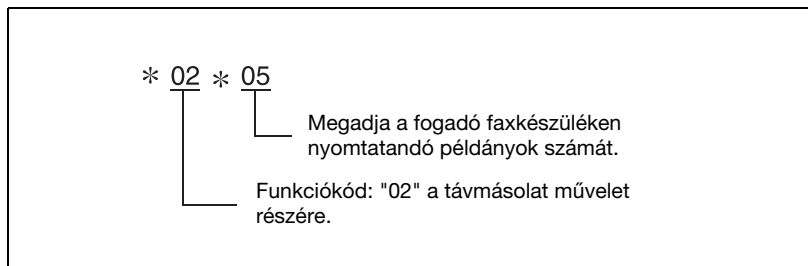 * 02 * 05
Megadja a fogadó faxkészüléken
nyomtatandó példányok számát.
Funkciókód: "02" a távmásolat művelet
részére.